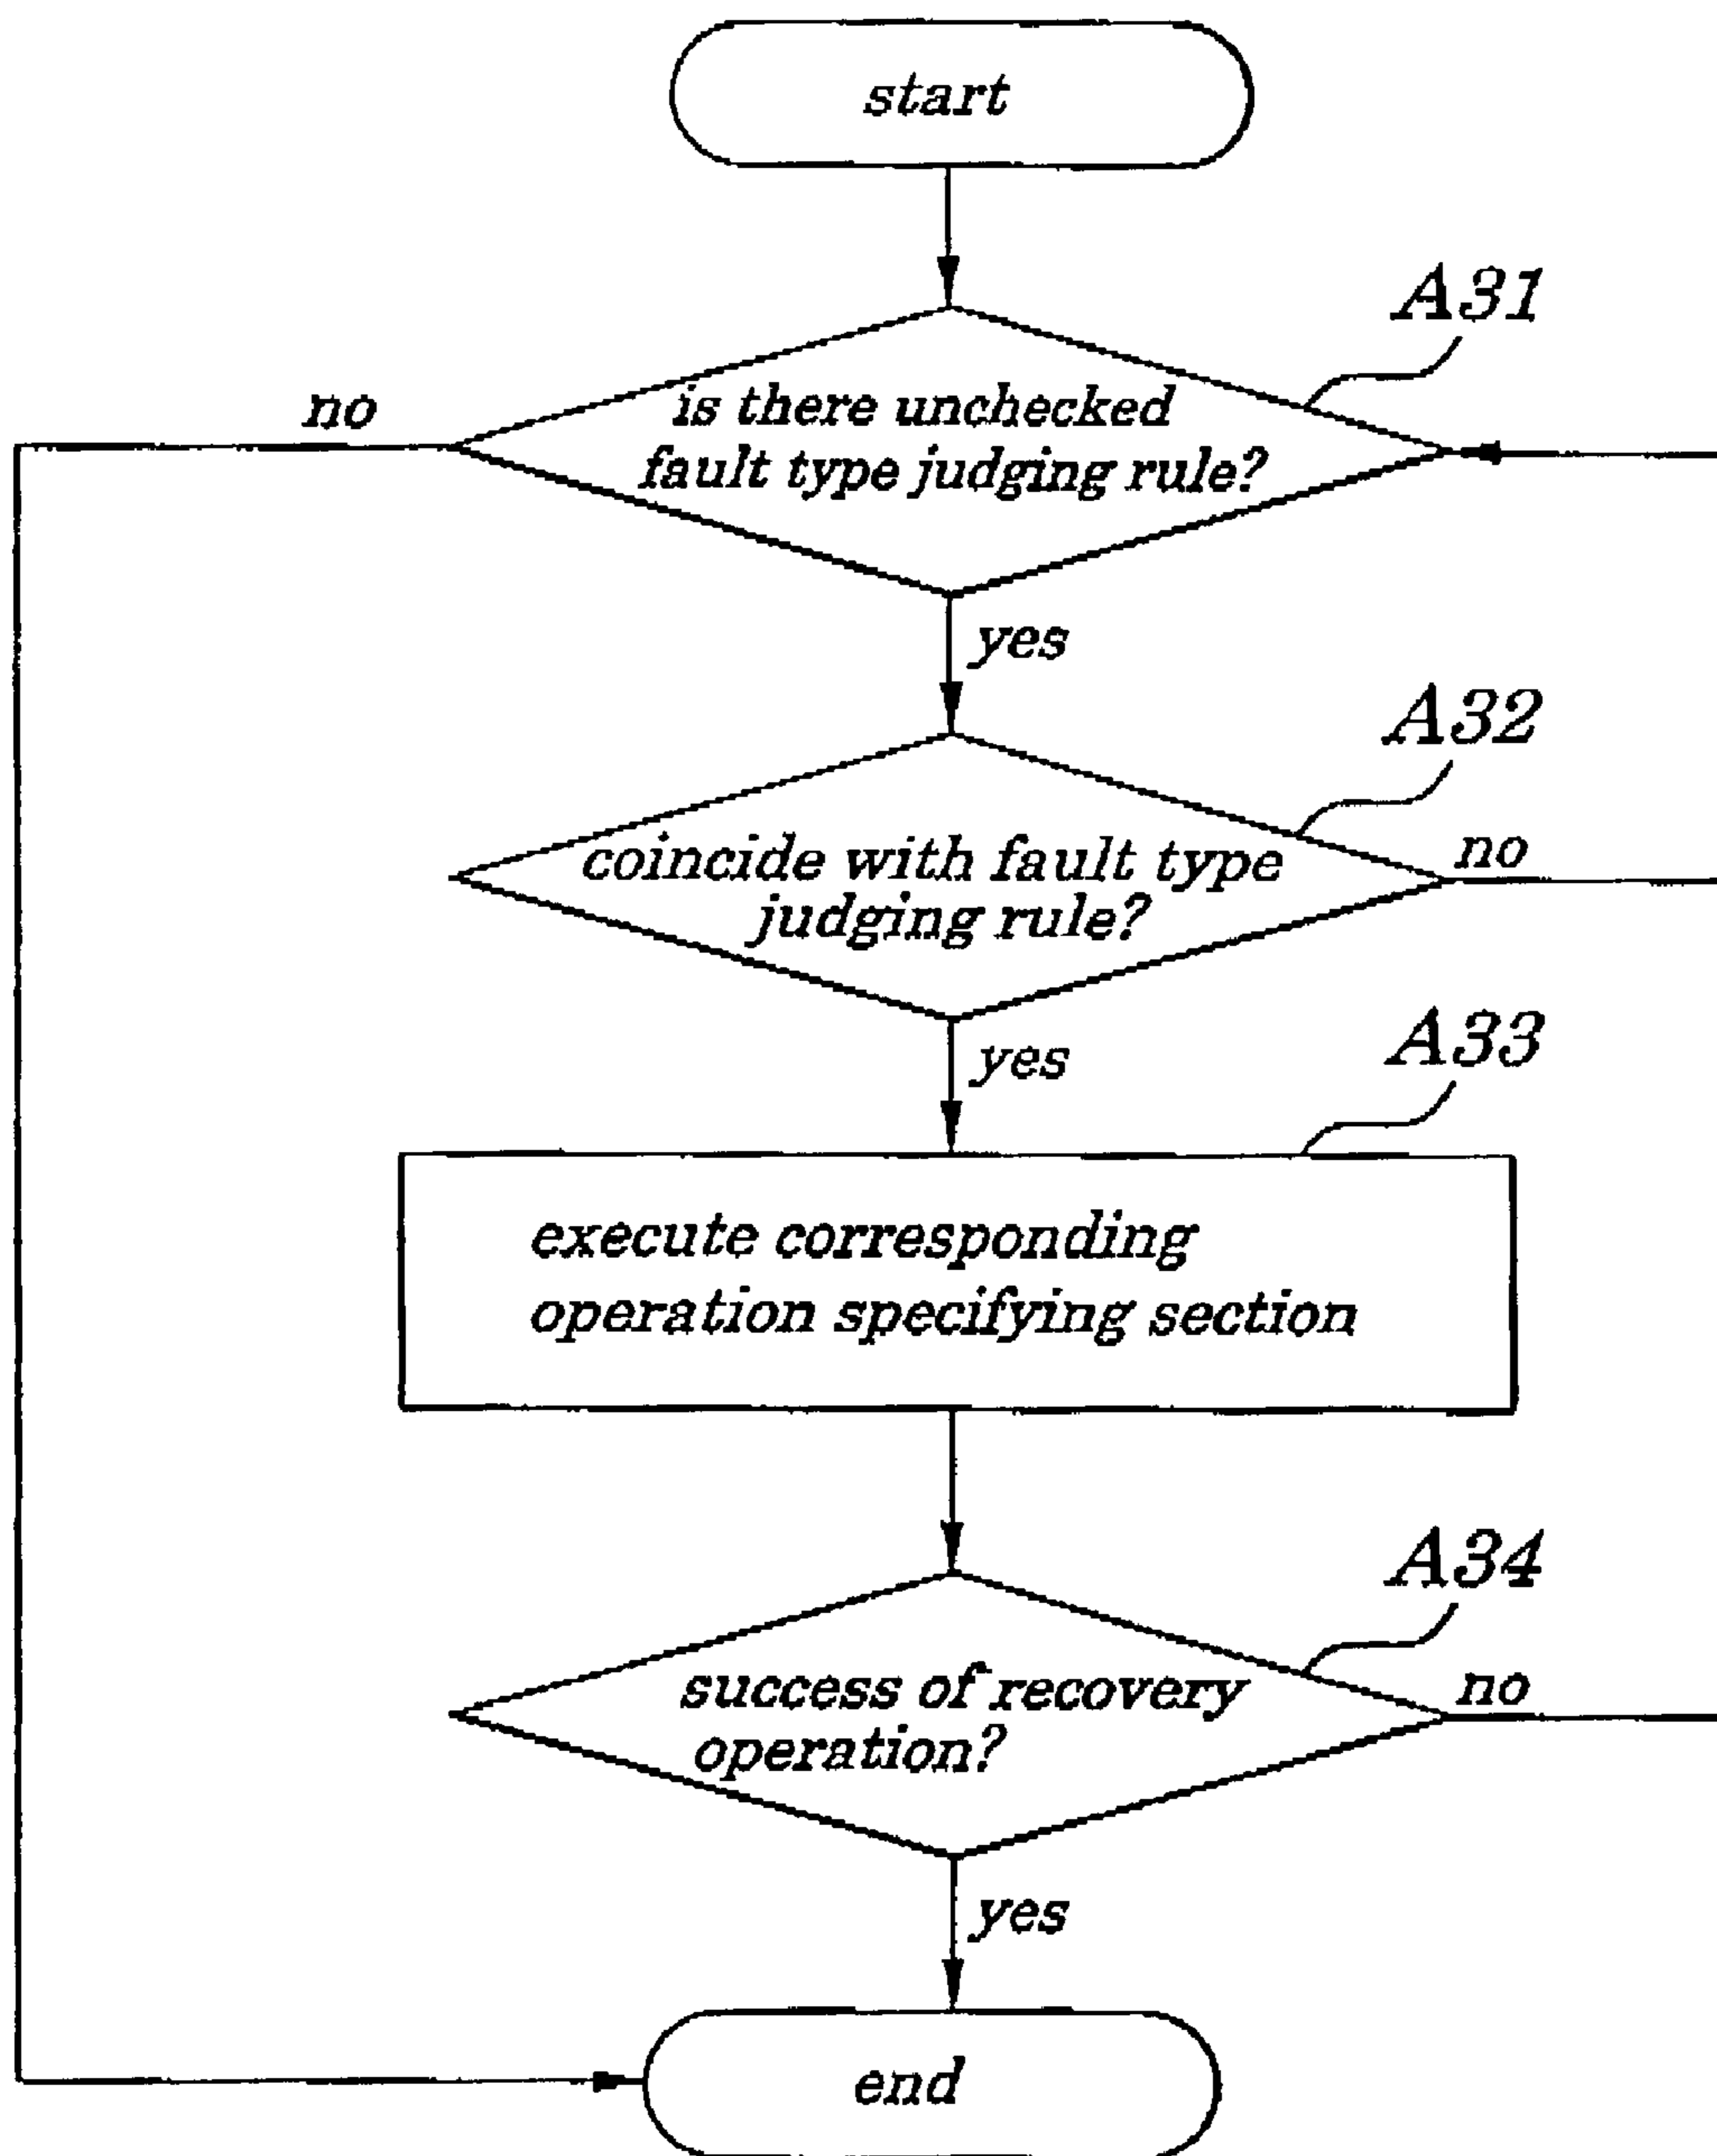 start
A31
no
is there unchecked
fault type judging rule?
yes
A32
coincide with fault type
judging rule?
no
yes
A33
execute corresponding
operation specifying section
A34
success of recovery
operation?
no
yes
end